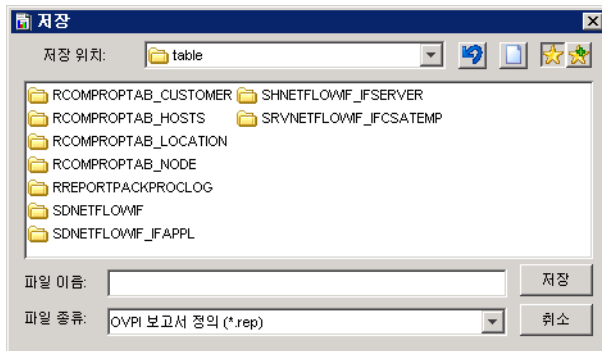 저장
저장 위치: table
RCOMPROPTAB_CUSTOMER SHNETFLOWIF_IFSERVER
RCOMPROPTAB_HOSTS SRVNETFLOWIF_IFCSATEMP
RCOMPROPTAB_LOCATION
RCOMPROPTAB_NODE
RREPORTPACKPROCLOG
SDNETFLOWIF
SDNETFLOWIF_IFAPPL
파일 이름: 저장
파일 종류: OVPI 보고서 정의 (*.rep) 취소